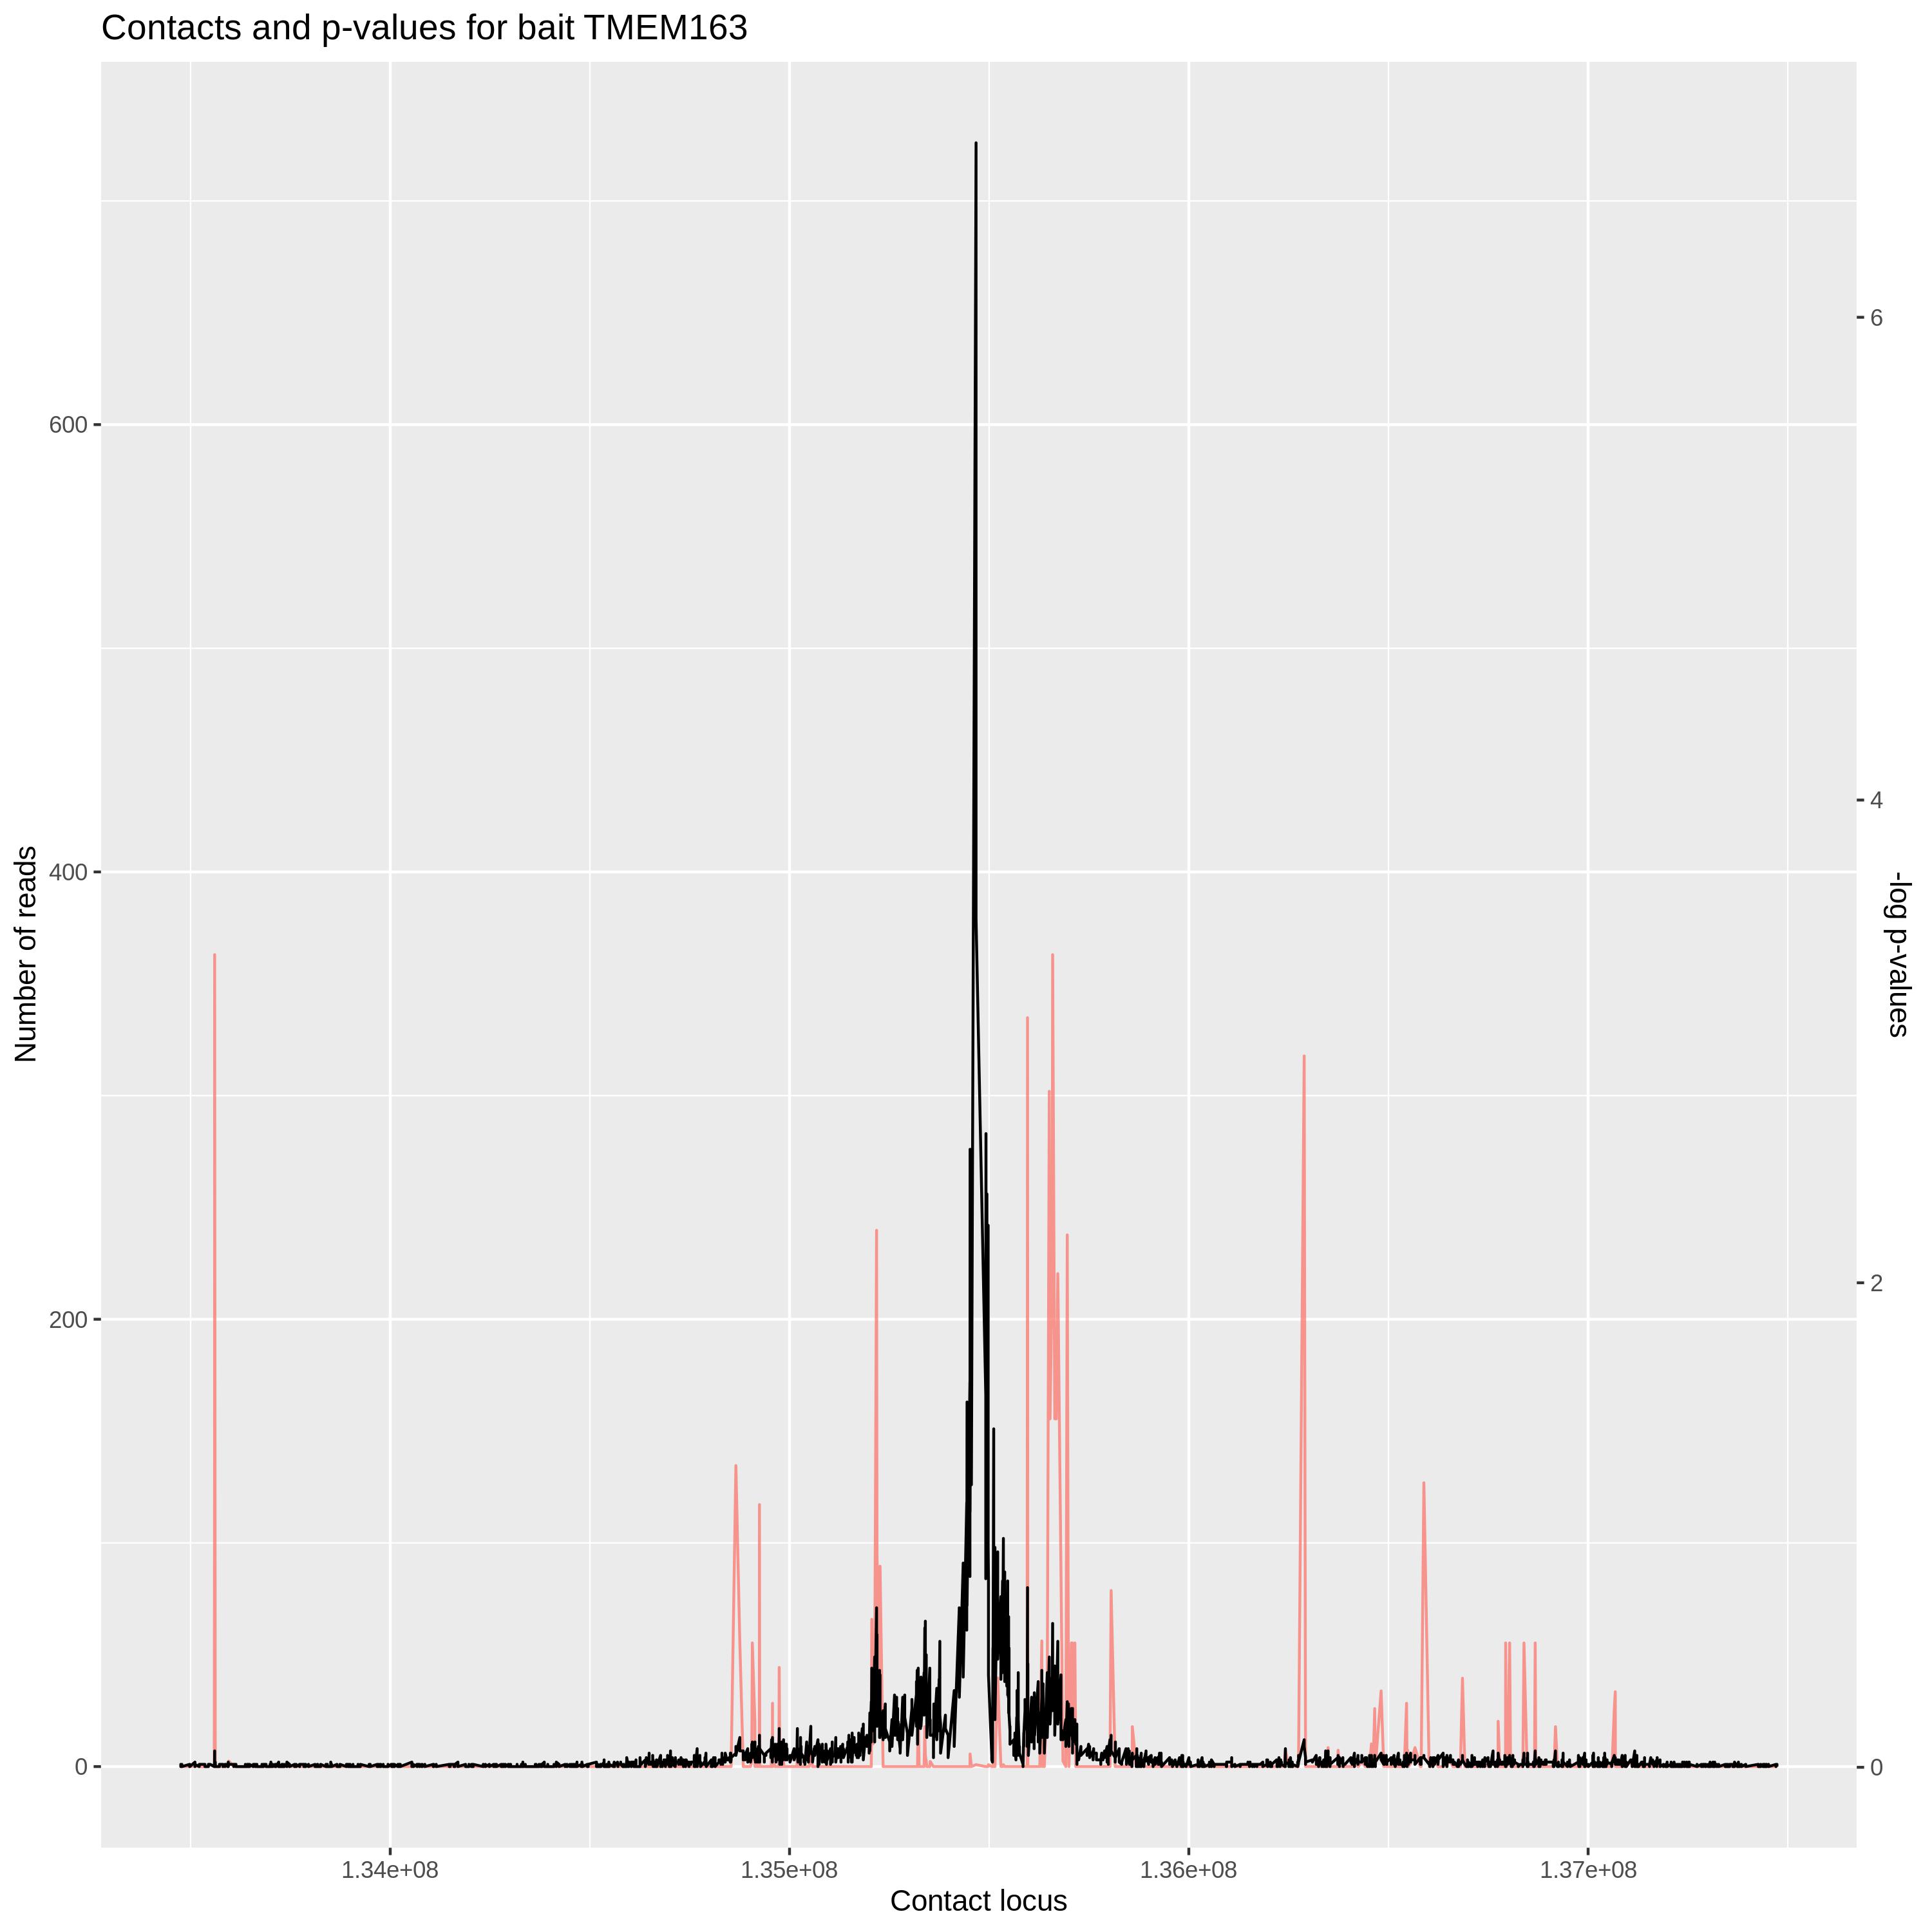 Contacts and p-values for bait TMEM163
Number of reads
600
400
200
0
6
4
2
0
-log p-values
1.34e+08
1.35e+08
1.36e+08
1.37e+08
Contact locus